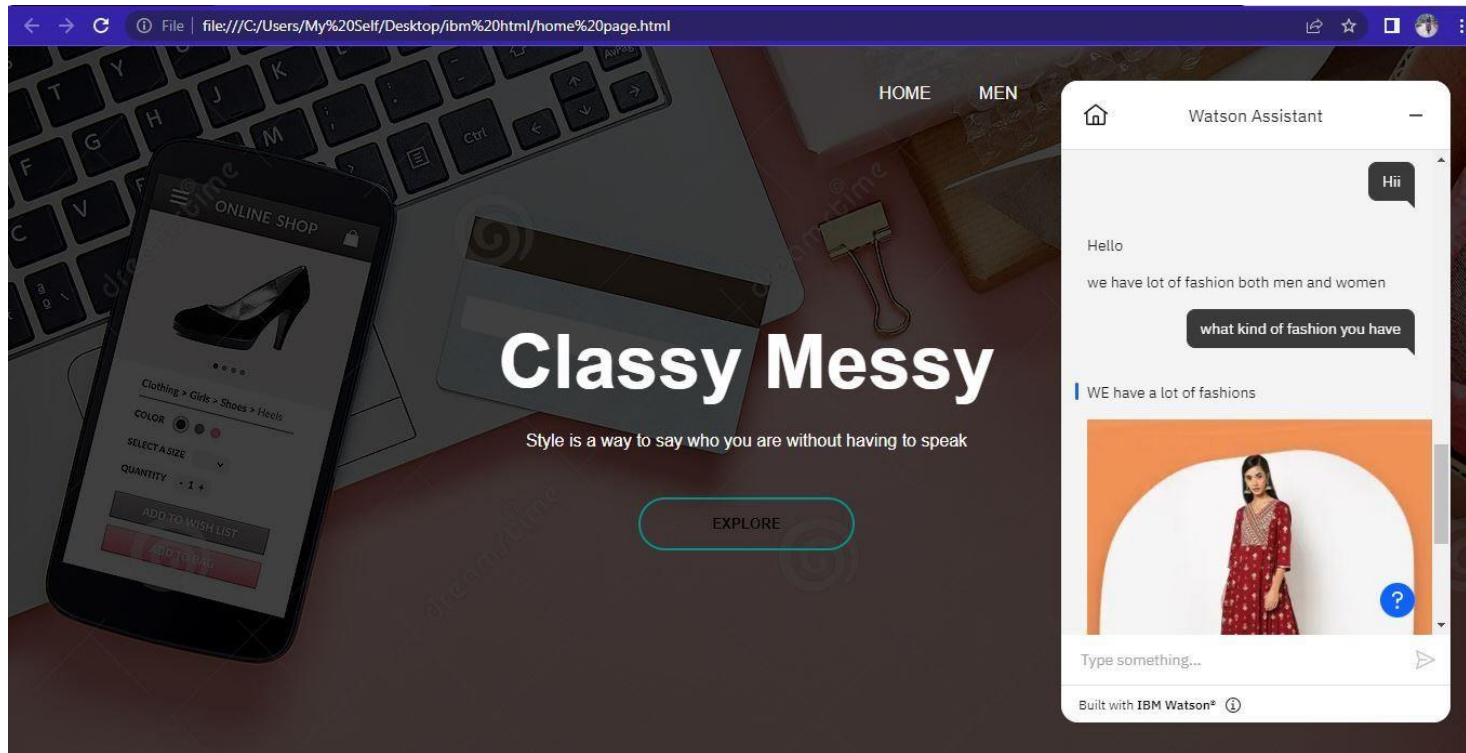 File
file:///C:/Users/My%20Self/Desktop/ibm%20html/home%20page.html
HOME
MEN
Watson Assistant
Hii
Hello
we have lot of fashion both men and women
what kind of fashion you have
WE have a lot of fashions
Type something...
Built with IBM Watson®
Classy Messy
Style is a way to say who you are without having to speak
EXPLORE
ONLINE SHOP
Clothing > Girls > Shoes > Heels
COLOR
SELECT A SIZE
QUANTITY
- 1 +
ADD TO WISH LIST
ADD TO BAG
T
Y
J
K
G
H
M
F
V
C
Ctrl
AvPág
dreamstime
?